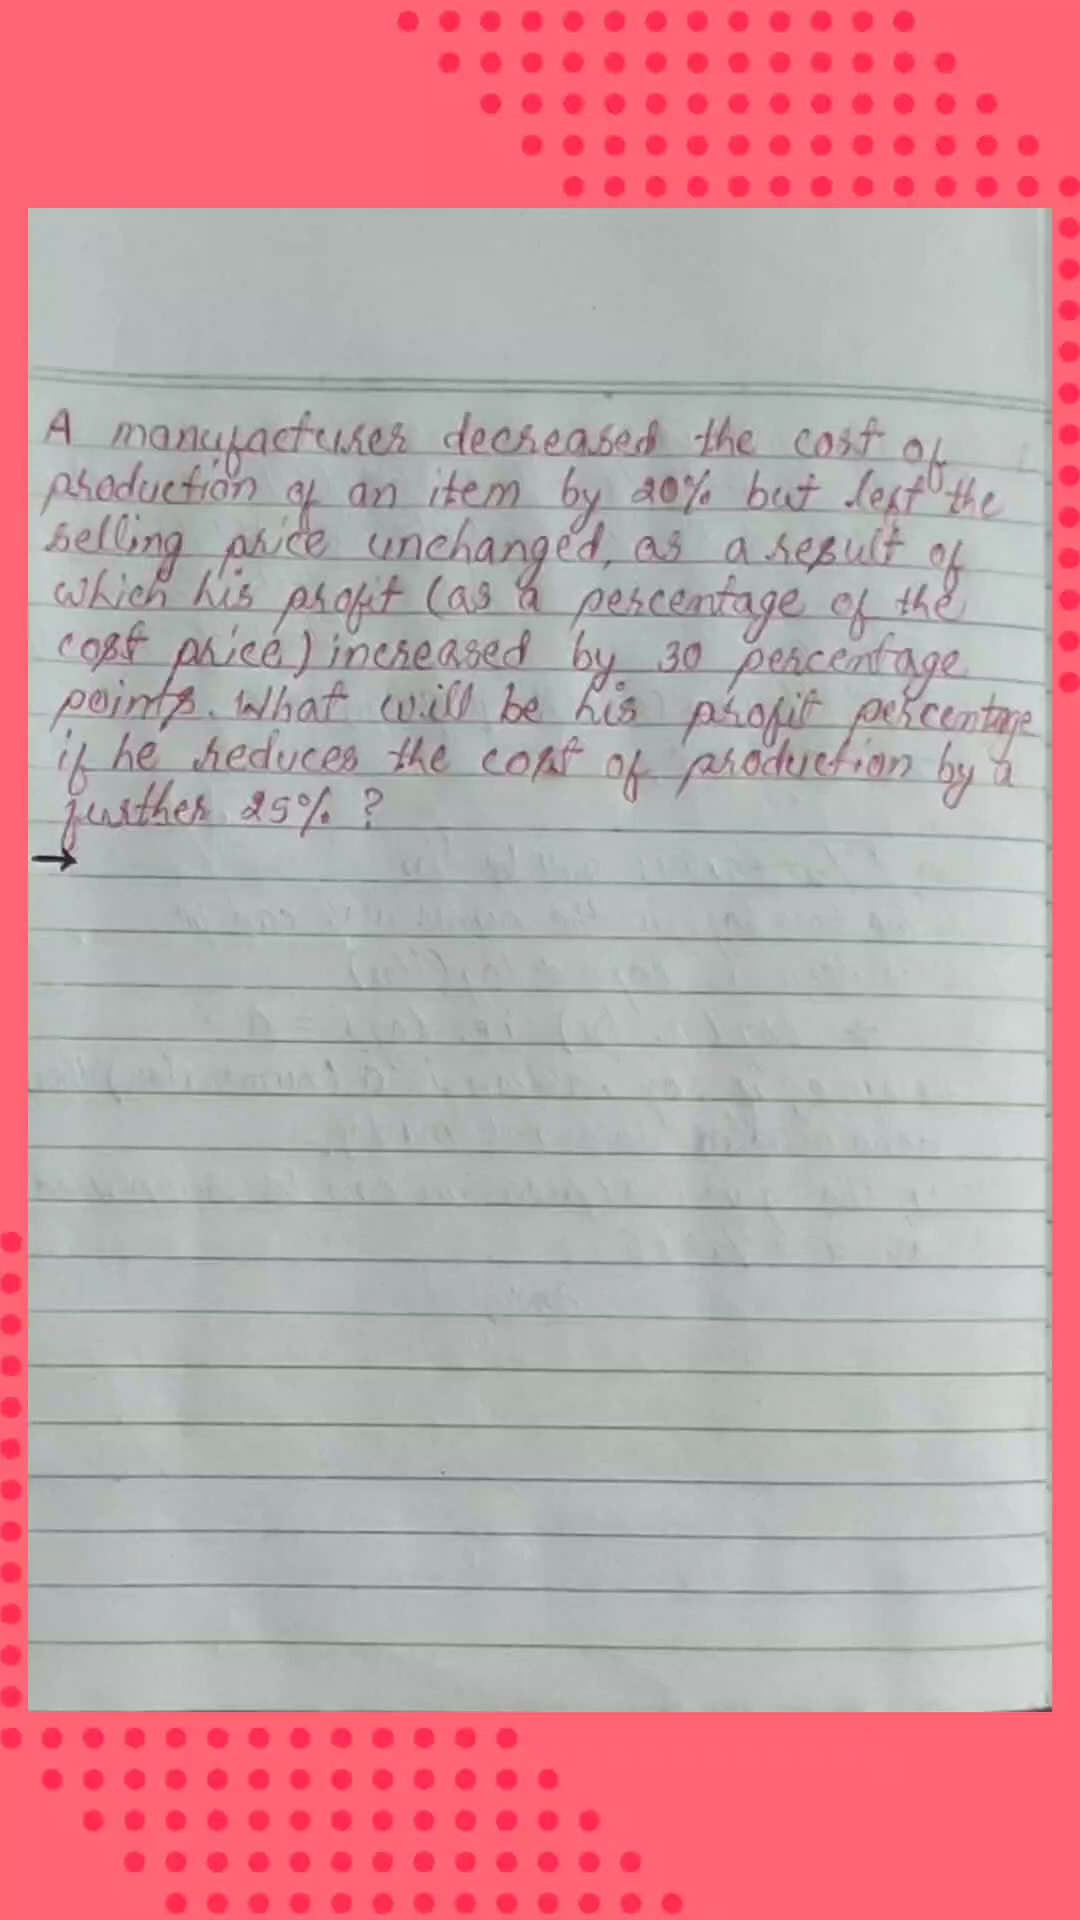 A manufacturer decreased the cost of
production of an item by 20% but left the
selling price unchanged, as a result of
which his profit (as a percentage of the
cost price) increased by 30 percentage
points. What will be his profit percentage
if he reduces the cost of production by a
further 25% ?
→